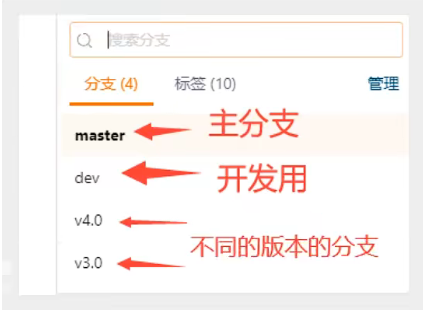 搜索分支
分支 (4) 标签 (10) 管理
master 主分支
dev 开发用
v4.0
不同的版本的分支
v3.0